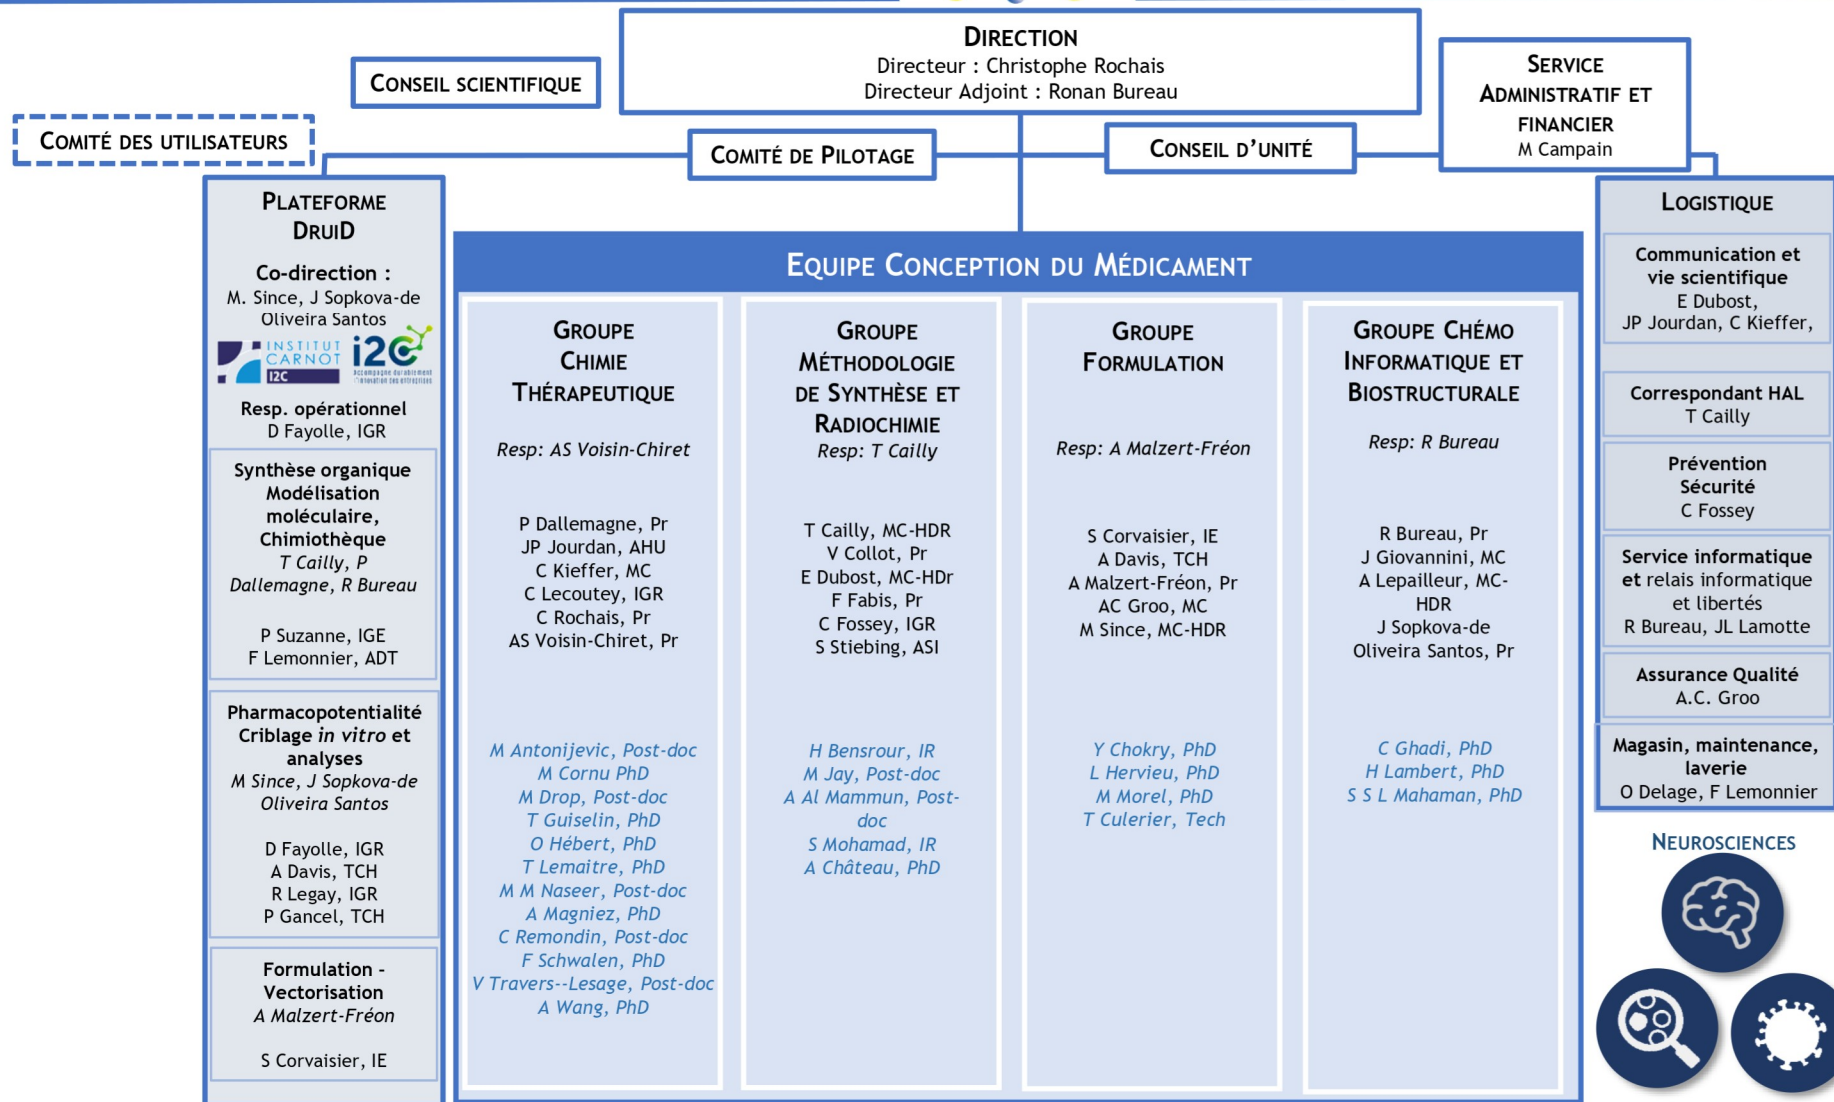 DIRECTION
Directeur : Christophe Rochais
Directeur Adjoint : Ronan Bureau
CONSEIL SCIENTIFIQUE
SERVICE
ADMINISTRATIF ET
FINANCIER
M Campain
COMITÉ DES UTILISATEURS
COMITÉ DE PILOTAGE
CONSEIL D'UNITÉ
PLATEFORME
DRUID
Co-direction :
M. Since, J Sopkova-de
Oliveira Santos
INSTITUT
CARNOT
I2C
i2C
Accompagne durablement
l'innovation des entreprises
Resp. opérationnel
D Fayolle, IGR
Synthèse organique
Modélisation
moléculaire,
Chimiothèque
T Cailly, P
Dallemagne, R Bureau
P Suzanne, IGE
F Lemonnier, ADT
Pharmacopotentialité
Criblage in vitro et
analyses
M Since, J Sopkova-de
Oliveira Santos
D Fayolle, IGR
A Davis, TCH
R Legay, IGR
P Gancel, TCH
Formulation -
Vectorisation
A Malzert-Fréon
S Corvaisier, IE
EQUIPE CONCEPTION DU MÉDICAMENT
GROUPE
CHIMIE
THÉRAPEUTIQUE
Resp: AS Voisin-Chiret
P Dallemagne, Pr
JP Jourdan, AHU
C Kieffer, MC
C Lecoutey, IGR
C Rochais, Pr
AS Voisin-Chiret, Pr
M Antonijevic, Post-doc
M Cornu PhD
M Drop, Post-doc
T Guiselin, PhD
O Hébert, PhD
T Lemaitre, PhD
M M Naseer, Post-doc
A Magniez, PhD
C Remondin, Post-doc
F Schwalen, PhD
V Travers--Lesage, Post-doc
A Wang, PhD
GROUPE
MÉTHODOLOGIE
DE SYNTHÈSE ET
RADIOCHIMIE
Resp: T Cailly
T Cailly, MC-HDR
V Collot, Pr
E Dubost, MC-HDr
F Fabis, Pr
C Fossey, IGR
S Stiebing, ASI
H Bensrour, IR
M Jay, Post-doc
A Al Mammun, Post-
doc
S Mohamad, IR
A Château, PhD
GROUPE
FORMULATION
Resp: A Malzert-Fréon
S Corvaisier, IE
A Davis, TCH
A Malzert-Fréon, Pr
AC Groo, MC
M Since, MC-HDR
Y Chokry, PhD
L Hervieu, PhD
M Morel, PhD
T Culerier, Tech
GROUPE CHÉMO
INFORMATIQUE ET
BIOSTRUCTURALE
Resp: R Bureau
R Bureau, Pr
J Giovannini, MC
A Lepailleur, MC-
HDR
J Sopkova-de
Oliveira Santos, Pr
C Ghadi, PhD
H Lambert, PhD
S S L Mahaman, PhD
LOGISTIQUE
Communication et
vie scientifique
E Dubost,
JP Jourdan, C Kieffer,
Correspondant HAL
T Cailly
Prévention
Sécurité
C Fossey
Service informatique
et relais informatique
et libertés
R Bureau, JL Lamotte
Assurance Qualité
A.C. Groo
Magasin, maintenance,
laverie
O Delage, F Lemonnier
NEUROSCIENCES